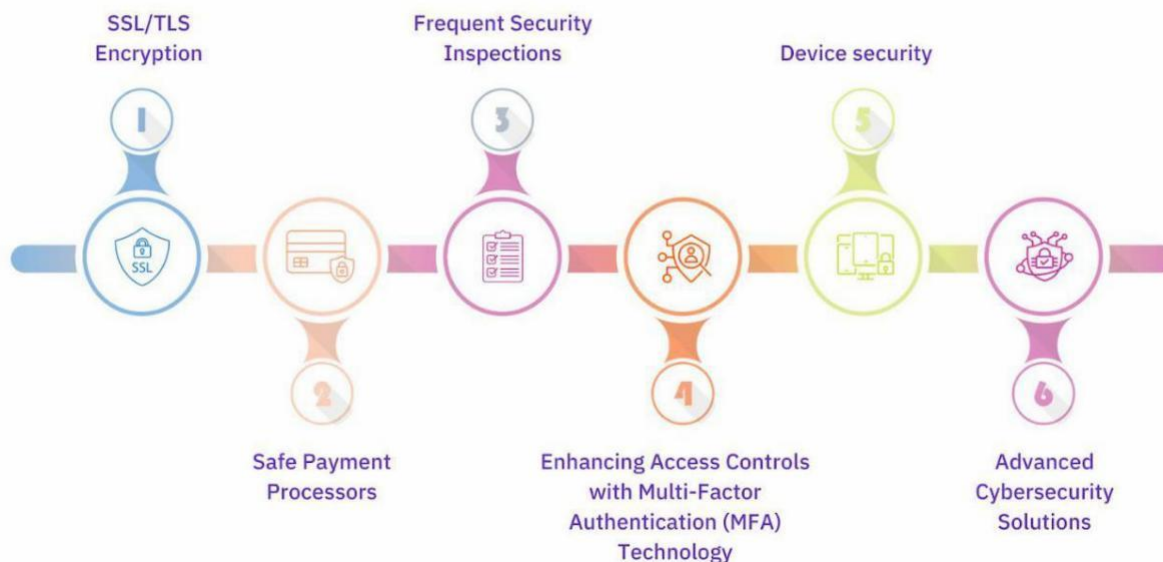 SSL/TLS
Encryption
1
SSL
2
Safe Payment
Processors
Frequent Security
Inspections
3
4
Enhancing Access Controls
with Multi-Factor
Authentication (MFA)
Technology
Device security
5
6
Advanced
Cybersecurity
Solutions